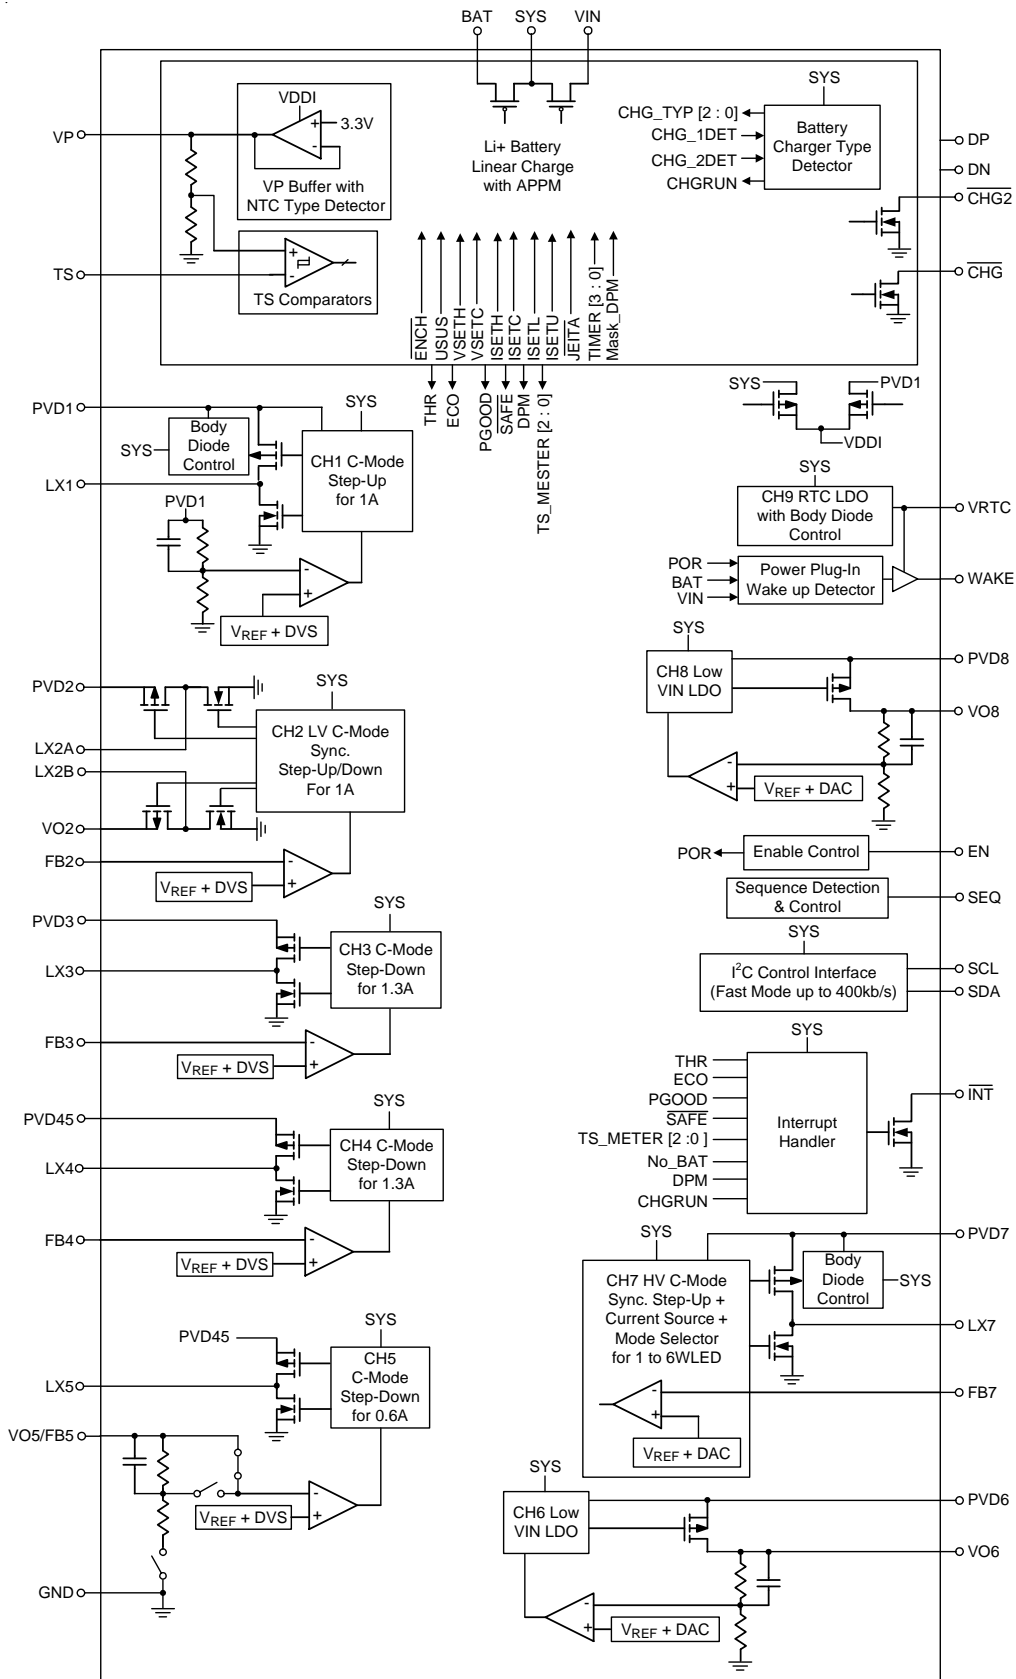 BAT SYS VIN
VP
VDDI
3.3V
+
-
VP Buffer with
NTC Type Detector
TS
+
-
TS Comparators
Li+ Battery
Linear Charge
with APPM
SYS
CHG_TYP [2 : 0]
CHG_1DET
CHG_2DET
CHGRUN
Battery
Charger Type
Detector
DP
DN
CHG2
CHG
ENCH
USUS
VSETH
VSETC
ISETH
ISETC
ISETL
ISETU
JEITA
TIMER [3 : 0]
Mask_DPM
THR
ECO
PGOOD
SAFE
DPM
TS_MESTER [2 : 0]
PVD1
SYS
Body
Diode
Control
SYS
CH1 C-Mode
Step-Up
for 1A
LX1
PVD1
-
+
VREF + DVS
SYS
PVD1
VDDI
SYS
CH9 RTC LDO
with Body Diode
Control
VRTC
POR
BAT
VIN
Power Plug-In
Wake up Detector
WAKE
PVD2
SYS
LX2A
LX2B
CH2 LV C-Mode
Sync.
Step-Up/Down
For 1A
VO2
FB2
-
+
VREF + DVS
SYS
CH8 Low
VIN LDO
PVD8
VO8
-
+
VREF + DAC
POR
Enable Control
EN
Sequence Detection
& Control
SEQ
PVD3
SYS
CH3 C-Mode
Step-Down
for 1.3A
LX3
FB3
-
+
VREF + DVS
SYS
I2C Control Interface
(Fast Mode up to 400kb/s)
SCL
SDA
SYS
THR
ECO
PGOOD
SAFE
TS_METER [2 :0 ]
No_BAT
DPM
CHGRUN
Interrupt
Handler
INT
PVD45
SYS
CH4 C-Mode
Step-Down
for 1.3A
LX4
FB4
-
+
VREF + DVS
SYS
CH7 HV C-Mode
Sync. Step-Up +
Current Source +
Mode Selector
for 1 to 6WLED
PVD7
Body
Diode
Control
SYS
LX7
FB7
-
+
VREF + DAC
PVD45
SYS
CH5
C-Mode
Step-Down
for 0.6A
LX5
VO5/FB5
-
+
VREF + DVS
GND
SYS
CH6 Low
VIN LDO
PVD6
VO6
-
+
VREF + DAC